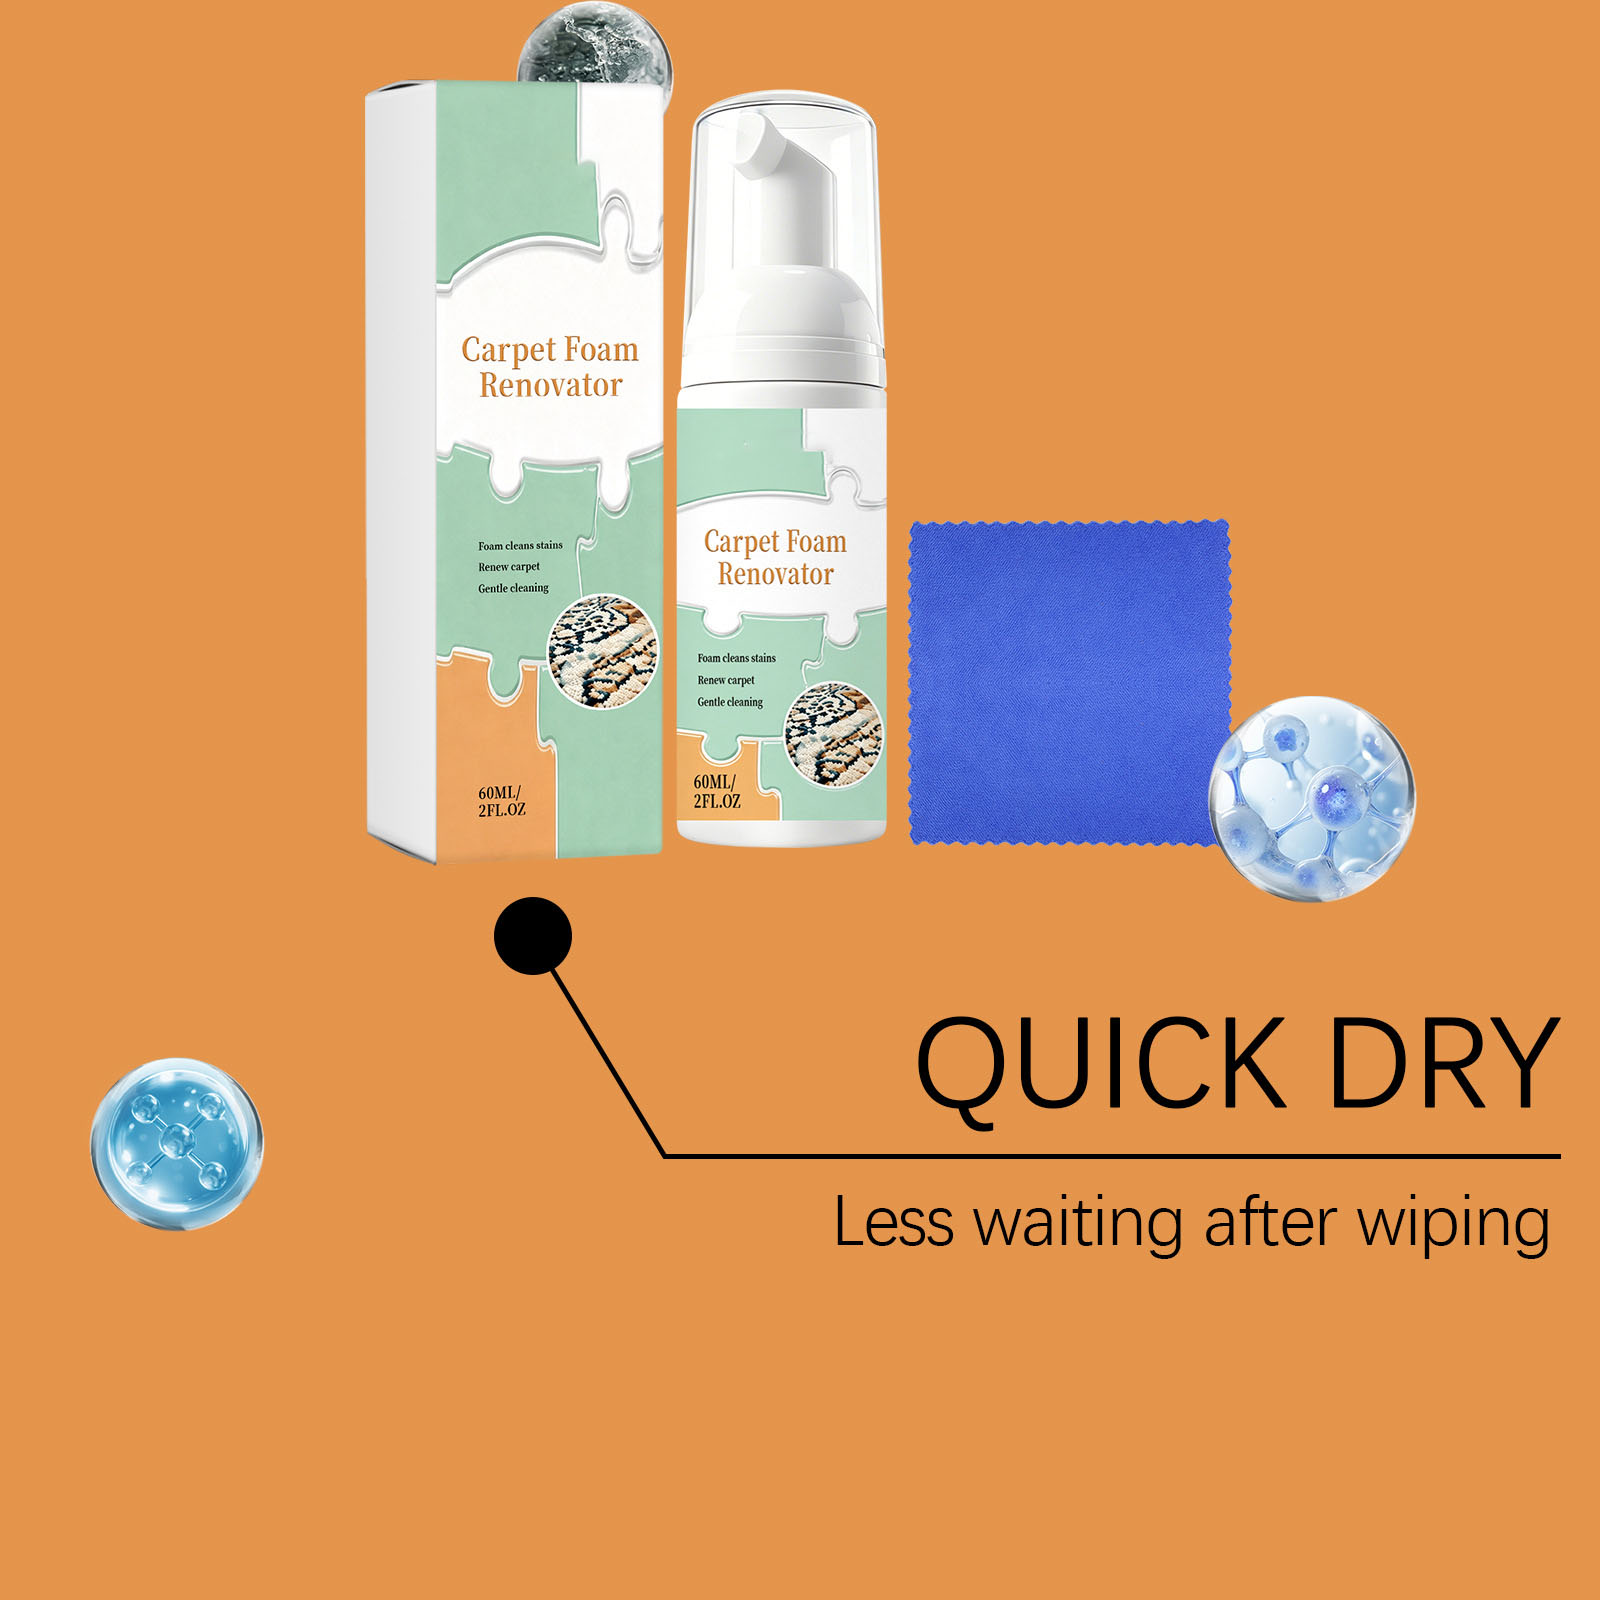 Carpet Foam
Renovator
Foam cleans stains
Renew carpet
Gentle cleaning
60ML/
2FL.OZ
Carpet Foam
Renovator
Foam cleans stains
Renew carpet
Gentle cleaning
60ML/
2FL.OZ
QUICK DRY
Less waiting after wiping